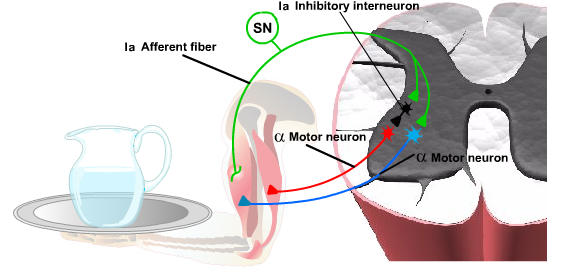 Ia Inhibitory interneuron
SN
Ia Afferent fiber
α Motor neuron
α Motor neuron